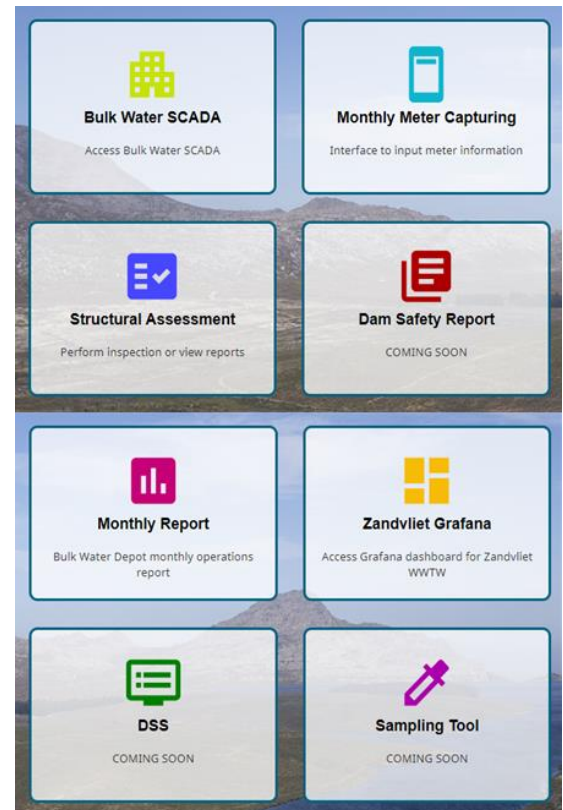 Bulk Water SCADA
Access Bulk Water SCADA
Monthly Meter Capturing
Interface to input meter information
Structural Assessment
Perform inspection or view reports
Dam Safety Report
COMING SOON
Monthly Report
Bulk Water Depot monthly operations
report
Zandvliet Grafana
Access Grafana dashboard for Zandvliet
WWTW
DSS
COMING SOON
Sampling Tool
COMING SOON